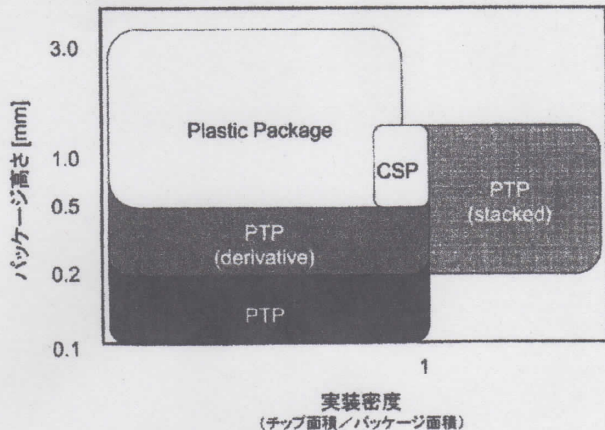 パッケージ高さ [mm]
3.0
1.0
0.5
0.2
0.1
Plastic Package
CSP
PTP
(stacked)
PTP
(derivative)
PTP
1
実装密度
(チップ面積／パッケージ面積)